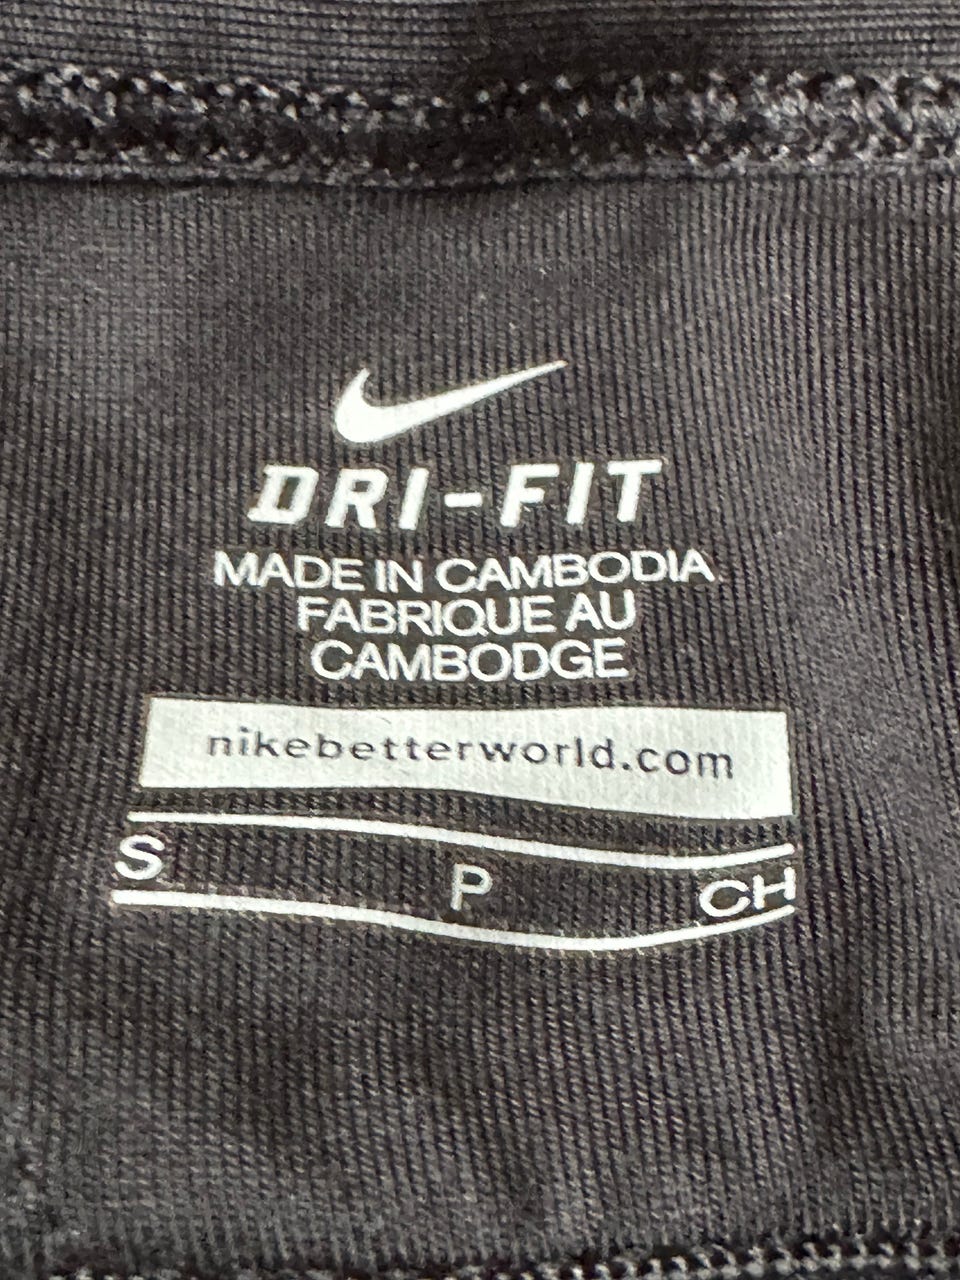 DRI-FIT
MADE IN CAMBODIA
FABRIQUE AU
CAMBODGE
nikebetterworld.com
S P CH